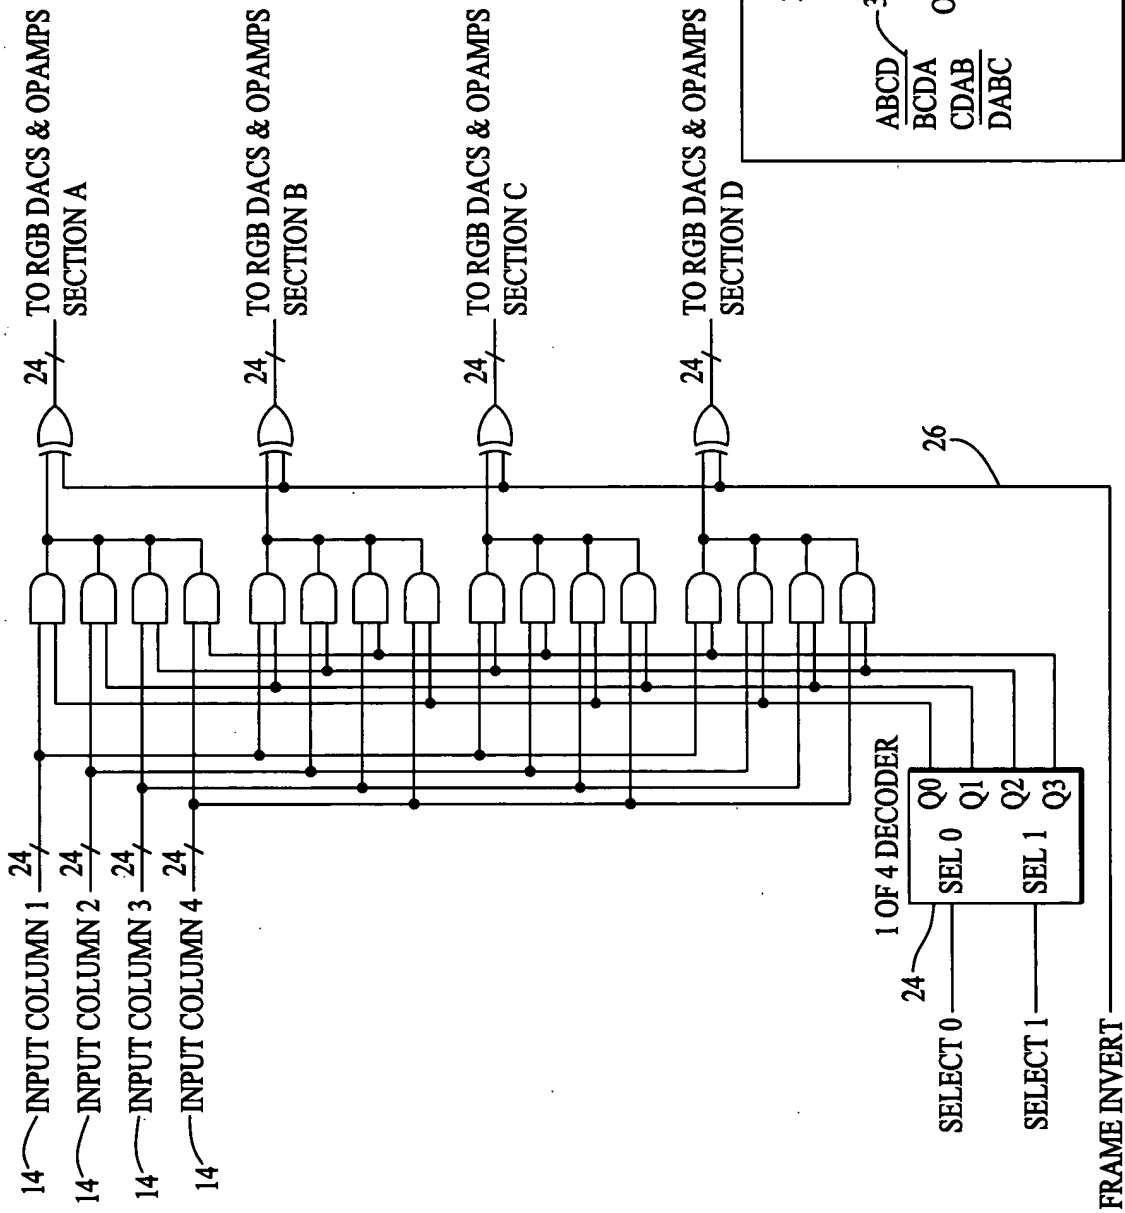 14 INPUT COLUMN 1 24
14 INPUT COLUMN 2 24
14 INPUT COLUMN 3 24
14 INPUT COLUMN 4 24
24 TO RGB DACS & OPAMPS
SECTION A
24 TO RGB DACS & OPAMPS
SECTION B
24 TO RGB DACS & OPAMPS
SECTION C
24 TO RGB DACS & OPAMPS
SECTION D
26
1 OF 4 DECODER
24
SELECT 0
SEL 0
SELECT 1
SEL 1
Q0
Q1
Q2
Q3
FRAME INVERT
ABCD
BCDA
CDAB
DABC